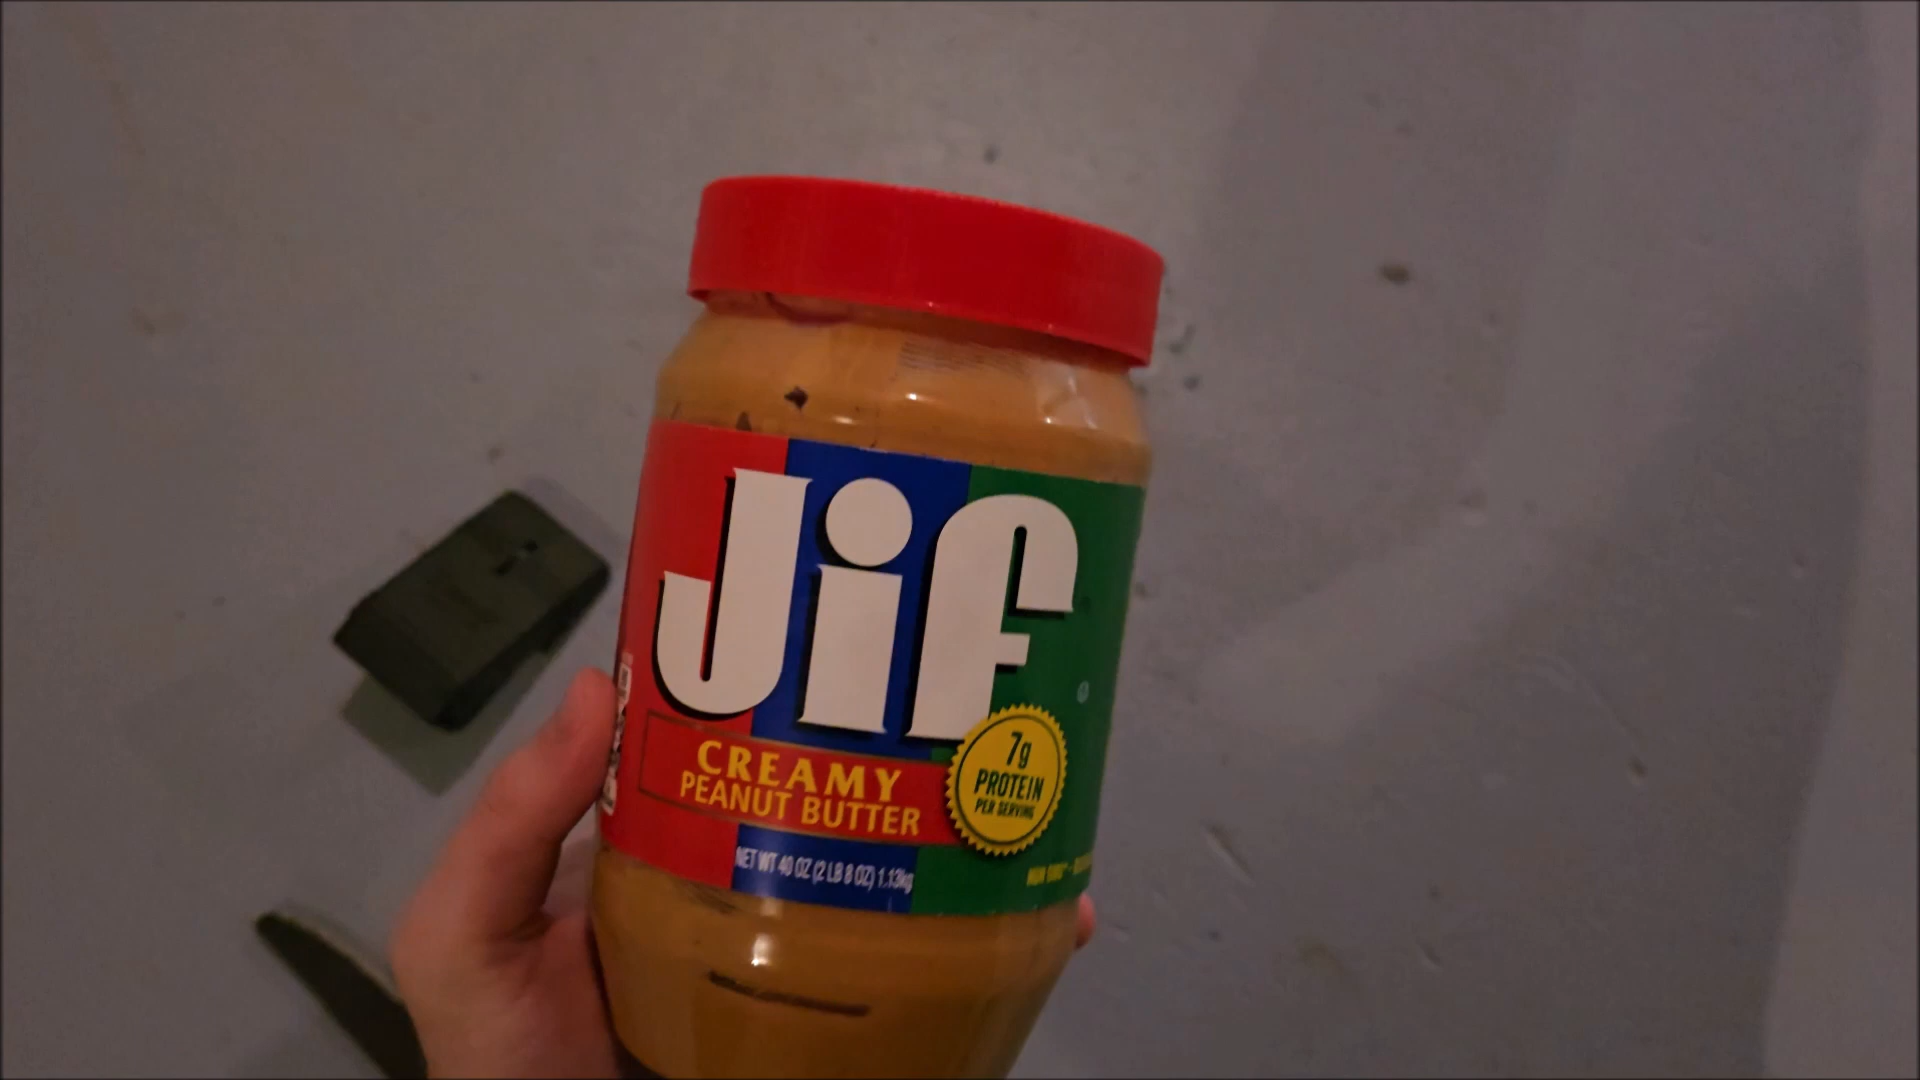 Jif
CREAMY
PEANUT BUTTER
7g
PROTEIN
PER SERVING
NET WT 40 OZ (2 LB 8 OZ) 1.13kg